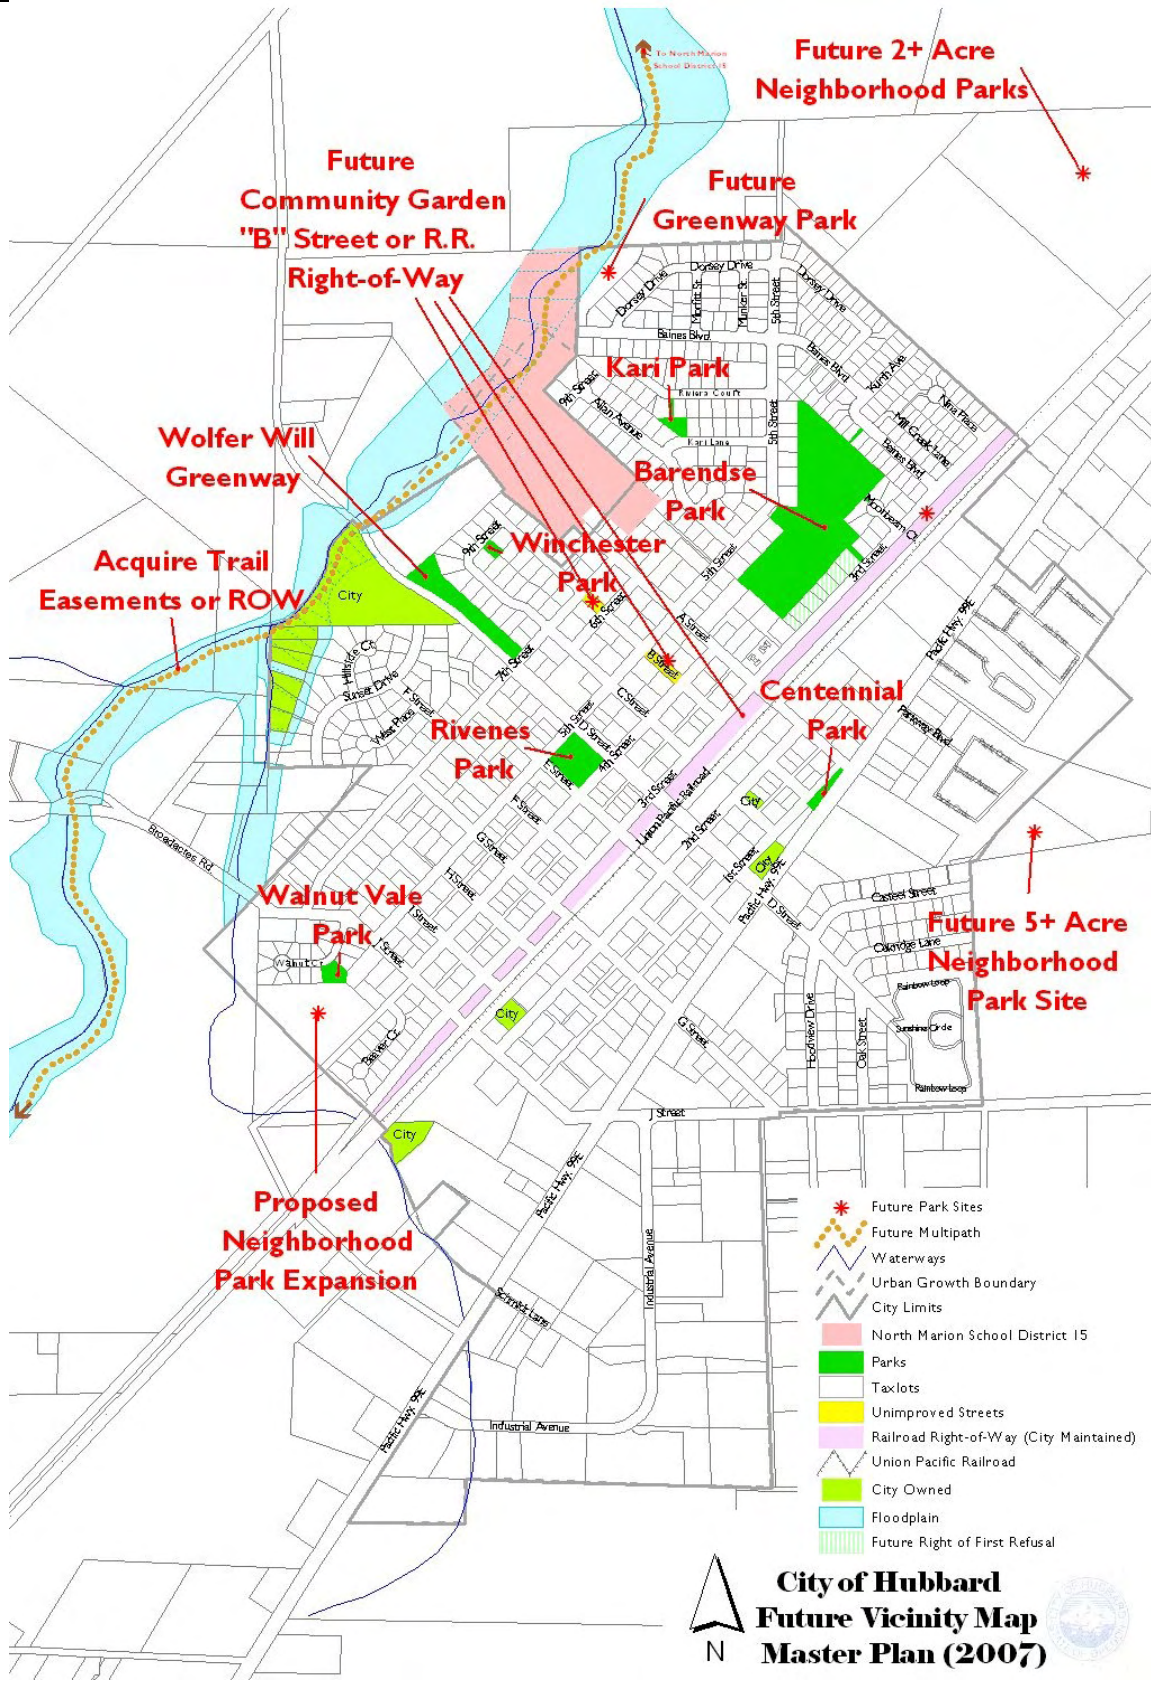 To North Marion
School District 15
Future 2+ Acre
Neighborhood Parks
Future
Community Garden
"B" Street or R.R.
Right-of-Way
Future
Greenway Park
Dorsey Drive
Dorsey Drive
Dorsey Drive
Moffitt St.
Munker St.
5th Street
Baines Blvd.
Baines Blvd.
Kurth Ave.
Nina Place
Kari Park
9th Street
Allan Avenue
Riviera Court
5th Street
Kari Lane
Mill Creek Lane
Baines Blvd.
Wolfer Will
Greenway
Barendse
Park
Moonbeam Ct.
3rd Street
9th Street
Winchester
Park
5th Street
6th Street
A Street
Acquire Trail
Easements or ROW
City
Pacific Hwy. 99E
Hillside Ct.
Sunset Drive
West Place
F Street
7th Street
B Street
C Street
Centennial
Park
Parkway Blvd.
Rivenes
Park
5th Street
D Street
4th Street
E Street
F Street
3rd Street
Union Pacific Railroad
2nd Street
City
City
1st Street
Pacific Hwy. 99E
D Street
G Street
H Street
I Street
J Street
Broadacres Rd.
Walnut Vale
Park
Walnut Ct.
Casteel Street
Oakridge Lane
Future 5+ Acre
Neighborhood
Park Site
Rainbow Loop
Sunshine Circle
Rainbow Loop
Hoodview Drive
Oak Street
City
G Street
Beaver Ct.
J Street
City
Proposed
Neighborhood
Park Expansion
Pacific Hwy. 99E
Schmidt Lane
Industrial Avenue
Industrial Avenue
Pacific Hwy. 99E
Future Park Sites
Future Multipath
Waterways
Urban Growth Boundary
City Limits
North Marion School District 15
Parks
Taxlots
Unimproved Streets
Railroad Right-of-Way (City Maintained)
Union Pacific Railroad
City Owned
Floodplain
Future Right of First Refusal
N
City of Hubbard
Future Vicinity Map
Master Plan (2007)